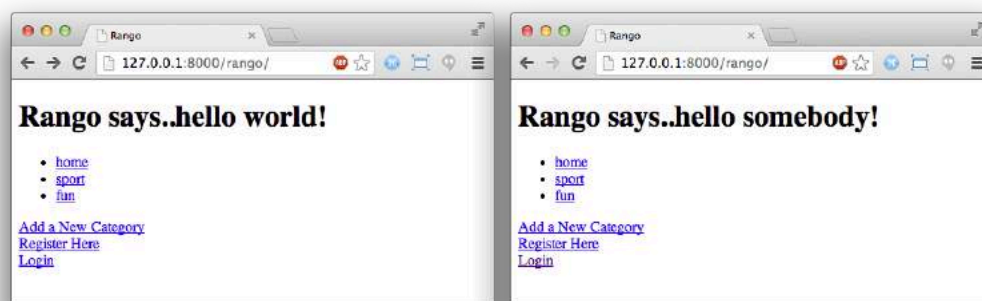 Rango
127.0.0.1:8000/rango/
Rango says..hello world!
home
sport
fun
Add a New Category
Register Here
Login
Rango
127.0.0.1:8000/rango/
Rango says..hello somebody!
home
sport
fun
Add a New Category
Register Here
Login